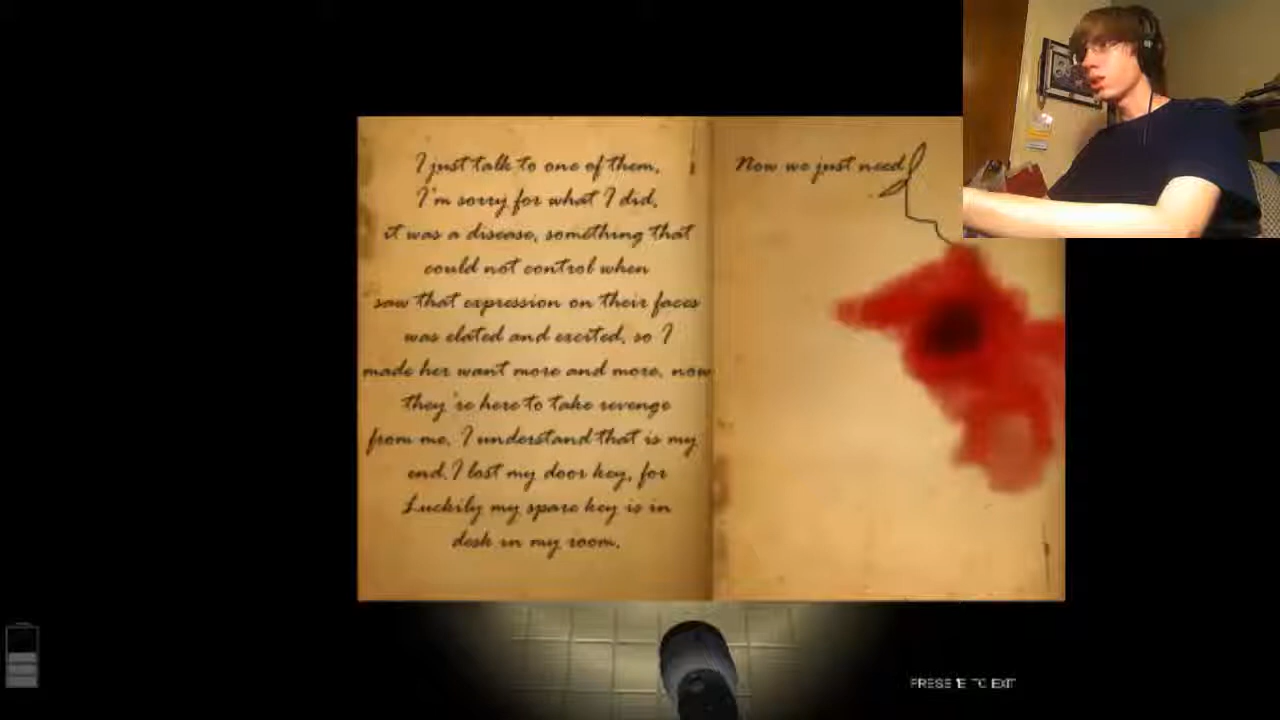 I just talk to one of them,
I'm sorry for what I did,
it was a disease, something that
could not control when
saw that expression on their faces
was elated and excited, so I
made her want more and more, now
they're here to take revenge
from me. I understand that is my
end. I lost my door key, for
Luckily my spare key is in
desk in my room.
Now we just need
PRESS 'E' TO EXIT